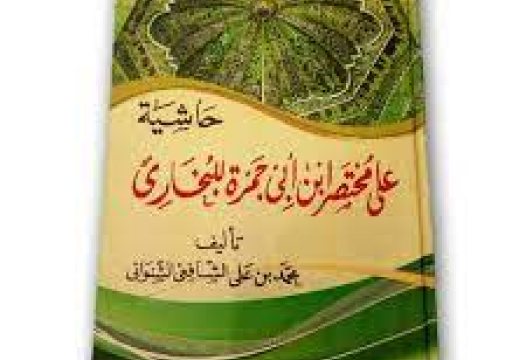 حاشية
على مختصر ابن أبي جمرة للبخاري
تأليف
محمد بن علي الشافعي الشنواني